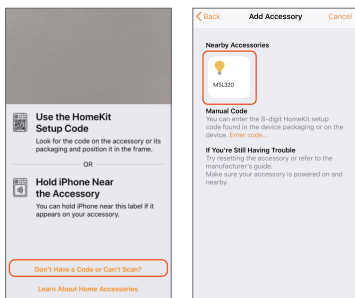 Use the HomeKit
Setup Code
Look for the code on the accessory or its
packaging and position it in the frame.
OR
Hold iPhone Near
the Accessory
You can hold iPhone near this label if it
appears on your accessory.
Don't Have a Code or Can't Scan?
Learn About Home Accessories
Back Add Accessory Cancel
Nearby Accessories
MSL320
Manual Code
You can enter the 8-digit HomeKit setup
code found in the device packaging or on the
device. Enter code...
If You're Still Having Trouble
Try resetting the accessory or refer to the
manufacturer's guide.
Make sure your accessory is powered on and
nearby.